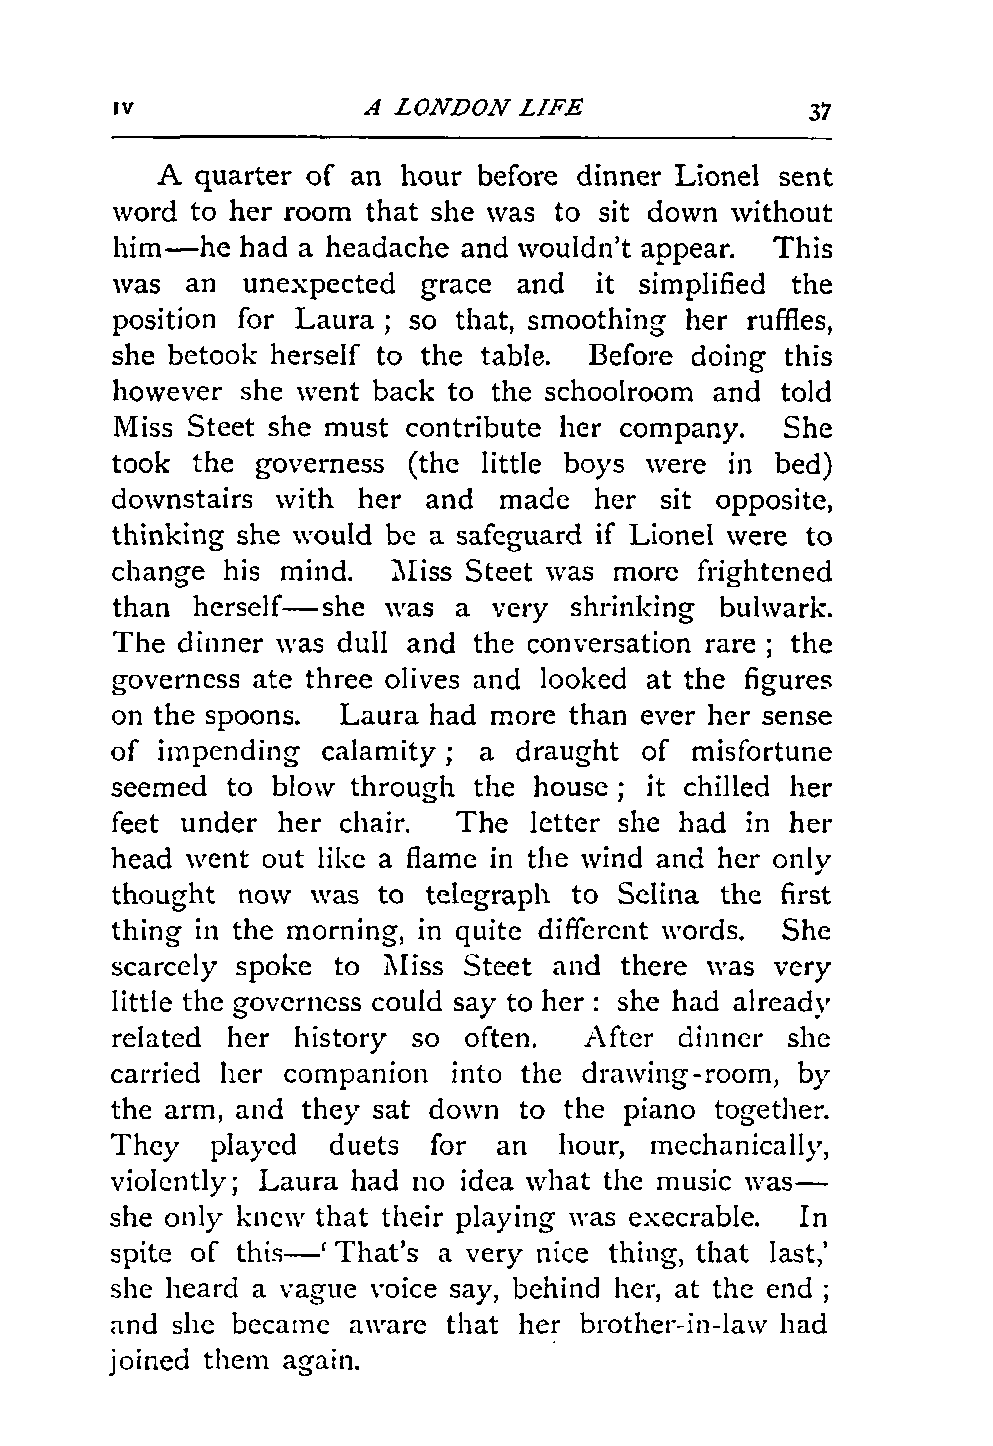 IV A LONDON LIFE 37
A quarter of an hour before dinner Lionel sent
word to her room that she was to sit down without
him—he had a headache and wouldn't appear. This
was an unexpected grace and it simplified the
position for Laura ; so that, smoothing her ruffles,
she betook herself to the table. Before doing this
however she went back to the schoolroom and told
Miss Steet she must contribute her company. She
took the governess (the little boys were in bed)
downstairs with her and made her sit opposite,
thinking she would be a safeguard if Lionel were to
change his mind. Miss Steet was more frightened
than herself—she was a very shrinking bulwark.
The dinner was dull and the conversation rare ; the
governess ate three olives and looked at the figures
on the spoons. Laura had more than ever her sense
of impending calamity ; a draught of misfortune
seemed to blow through the house ; it chilled her
feet under her chair. The letter she had in her
head went out like a flame in the wind and her only
thought now was to telegraph to Selina the first
thing in the morning, in quite different words. She
scarcely spoke to Miss Steet and there was very
little the governess could say to her : she had already
related her history so often. After dinner she
carried her companion into the drawing-room, by
the arm, and they sat down to the piano together.
They played duets for an hour, mechanically,
violently; Laura had no idea what the music was—
she only knew that their playing was execrable. In
spite of this—‘That's a very nice thing, that last,’
she heard a vague voice say, behind her, at the end ;
and she became aware that her brother-in-law had
joined them again.